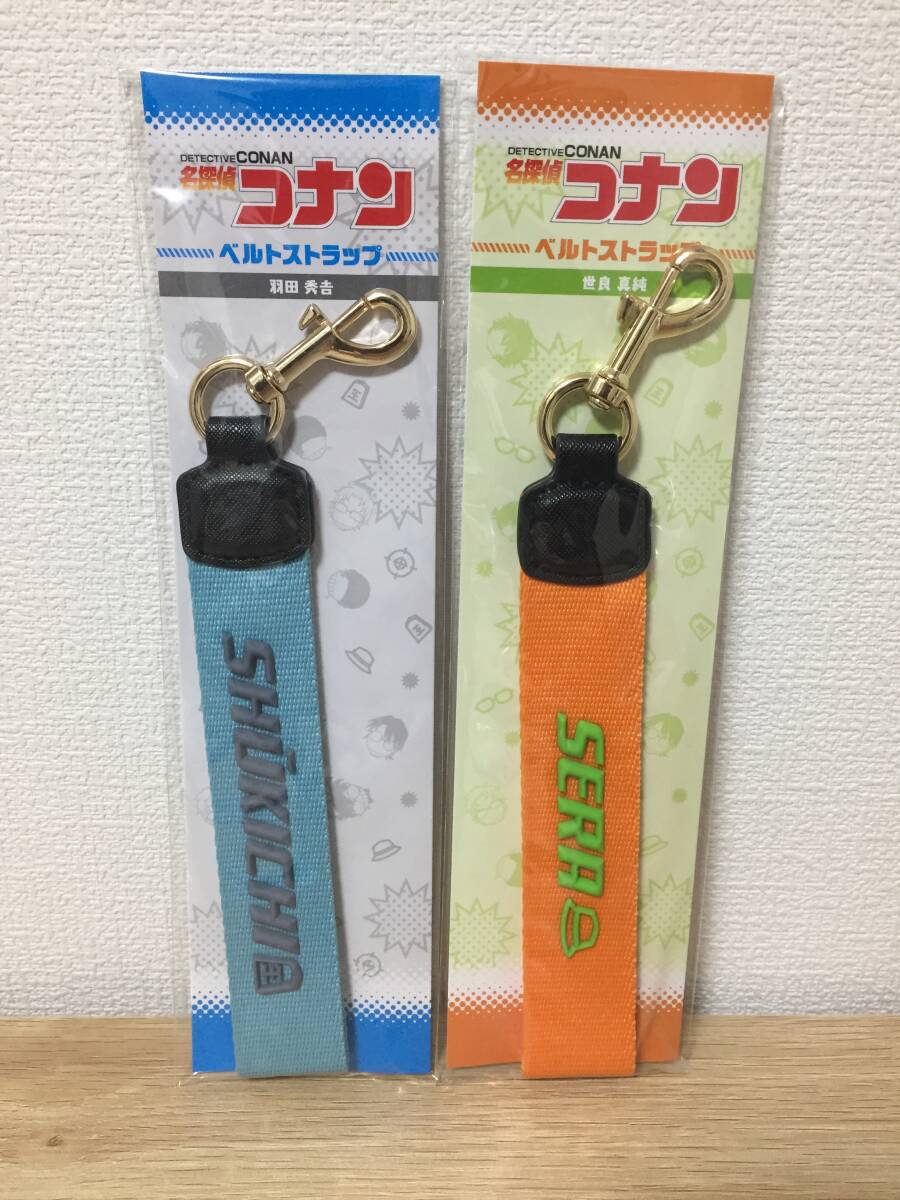 DETECTIVE CONAN
名探偵コナン
ベルトストラップ
羽田 秀𠮷
SHŪKICHI
王
DETECTIVE CONAN
名探偵コナン
ベルトストラップ
世良 真純
SERA